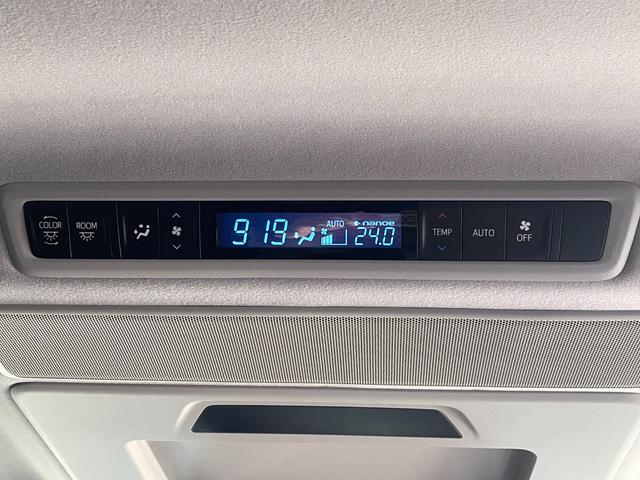 COLOR
ROOM
9 19
AUTO
nanoe
24.0
TEMP
AUTO
OFF